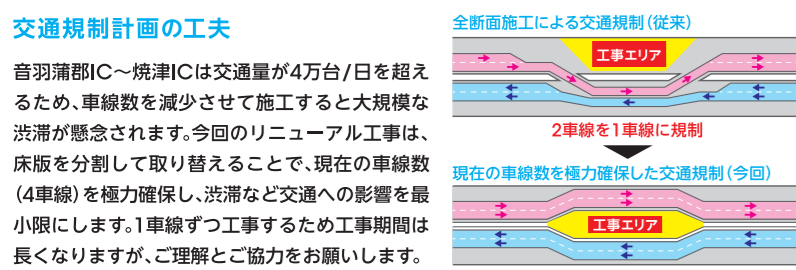 交通規制計画の工夫
音羽蒲郡IC〜焼津ICは交通量が4万台/日を超え
るため、車線数を減少させて施工すると大規模な
渋滞が懸念されます。今回のリニューアル工事は、
床版を分割して取り替えることで、現在の車線数
（4車線）を極力確保し、渋滞など交通への影響を最
小限にします。1車線ずつ工事するため工事期間は
長くなりますが、ご理解とご協力をお願いします。
全断面施工による交通規制（従来）
工事エリア
2車線を1車線に規制
現在の車線数を極力確保した交通規制（今回）
工事エリア